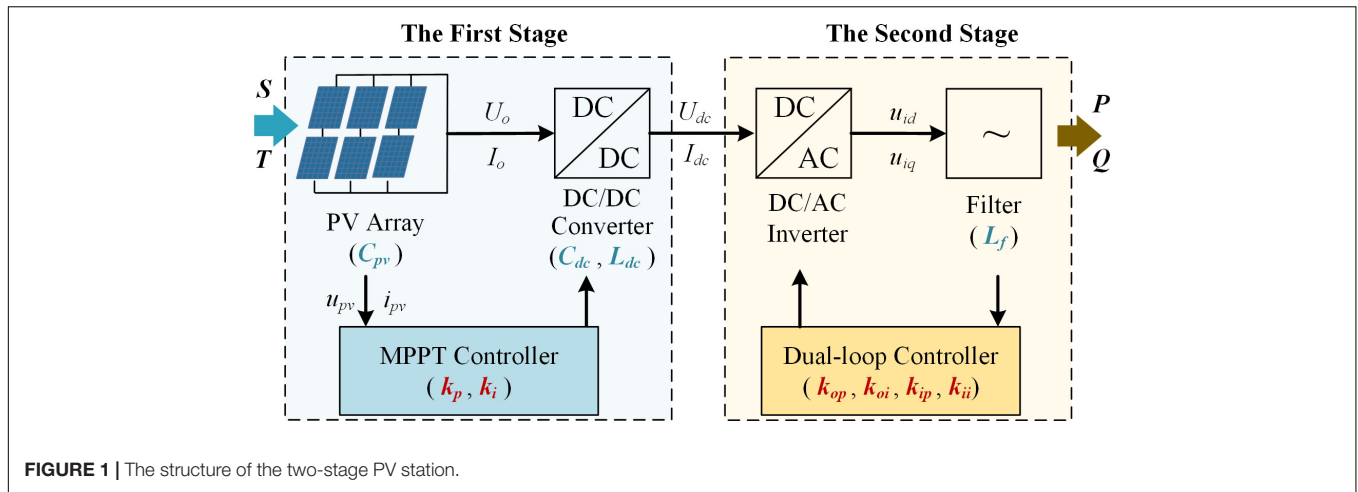 The First Stage
The Second Stage
S
T
U_o
I_o
DC
DC
U_dc
I_dc
DC
AC
u_id
u_iq
~
P
Q
PV Array
(C_pv)
DC/DC
Converter
(C_dc, L_dc)
DC/AC
Inverter
Filter
(L_f)
u_pv i_pv
MPPT Controller
(k_p, k_i)
Dual-loop Controller
(k_op, k_oi, k_ip, k_ii)
FIGURE 1 | The structure of the two-stage PV station.